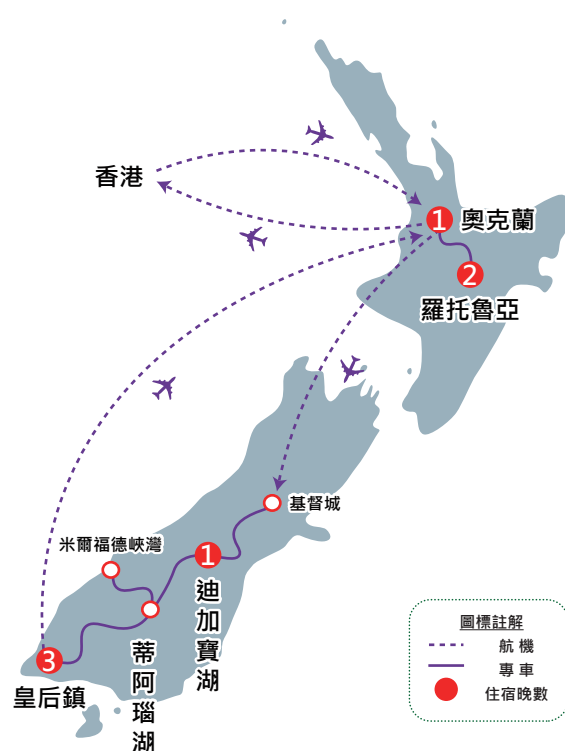 香港
1
奧克蘭
2
羅托魯亞
基督城
米爾福德峽灣
1
迪加寶湖
3
皇后鎮
蒂阿瑙湖
圖標註解
航機
專車
住宿晚數